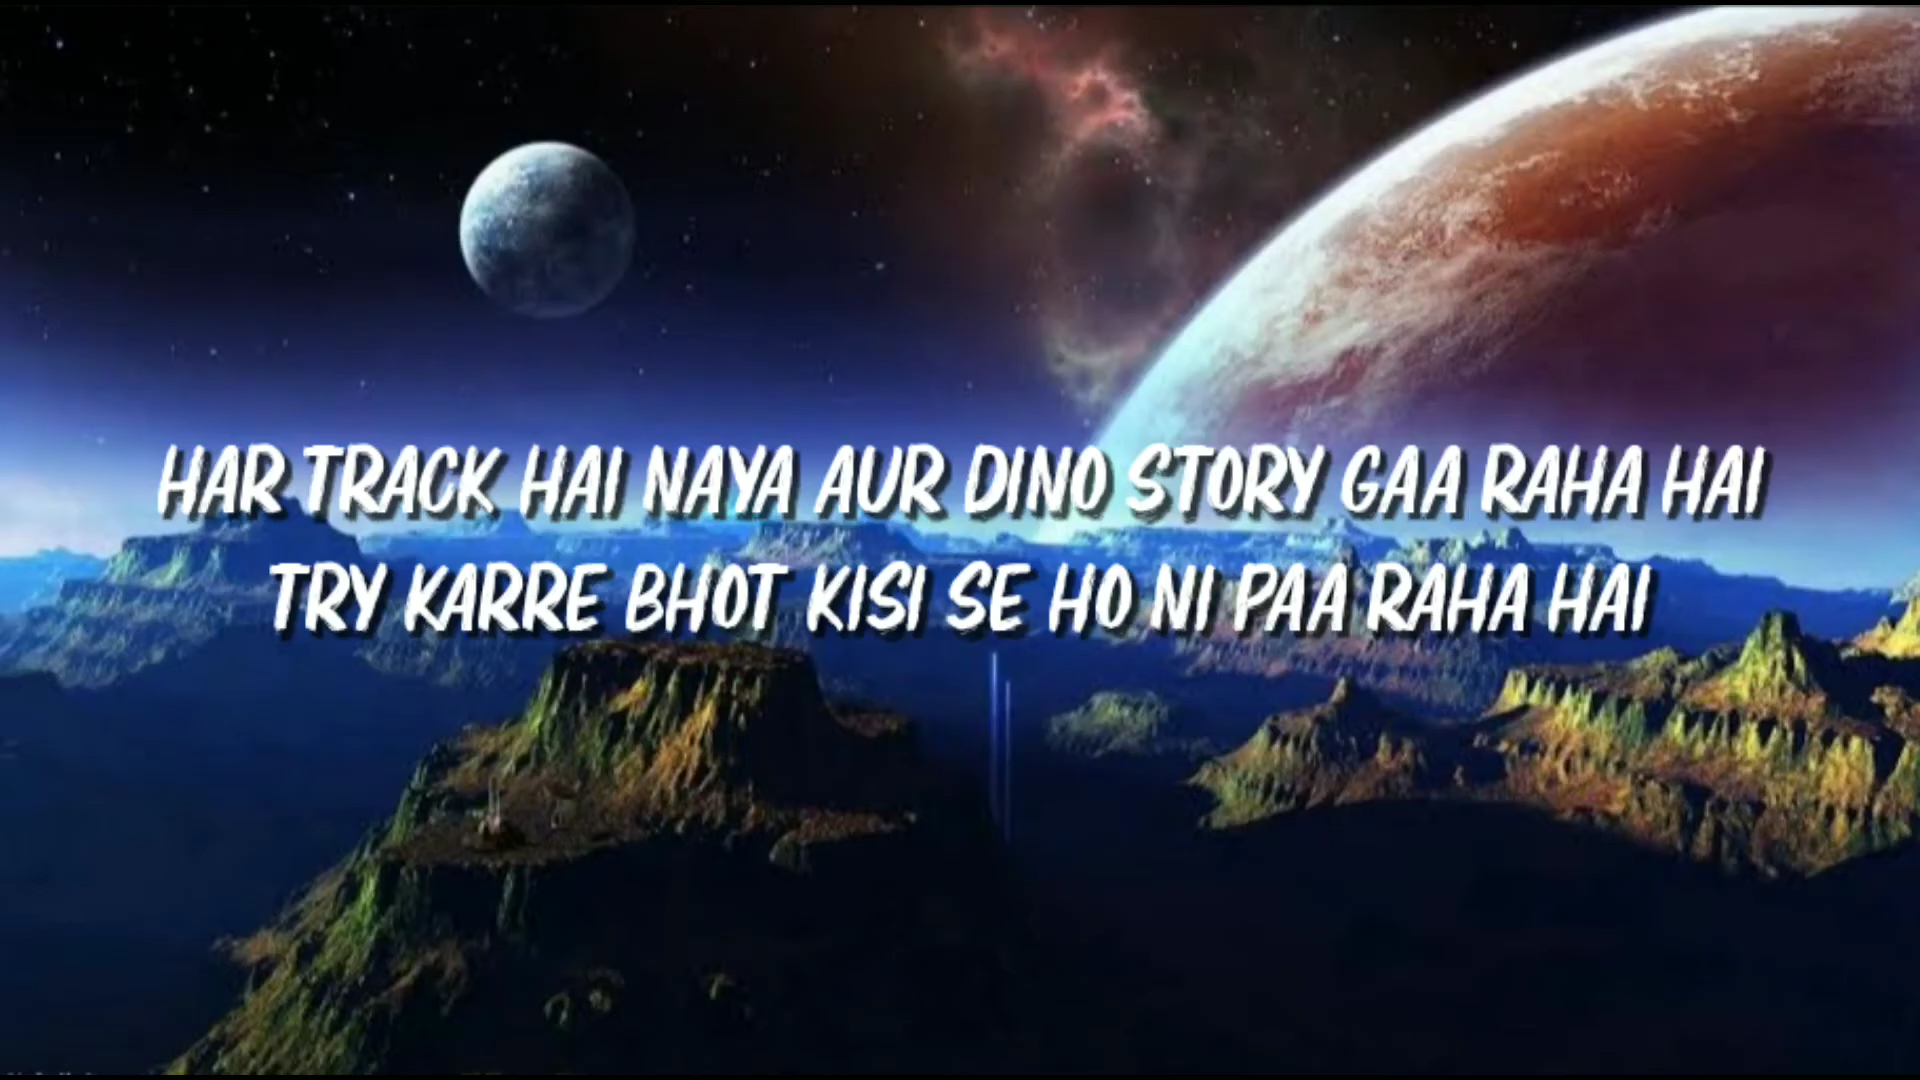 HAR TRACK HAI NAYA AUR DINO STORY GAA RAHA HAI
TRY KARRE BHOT KISI SE HO NI PAA RAHA HAI